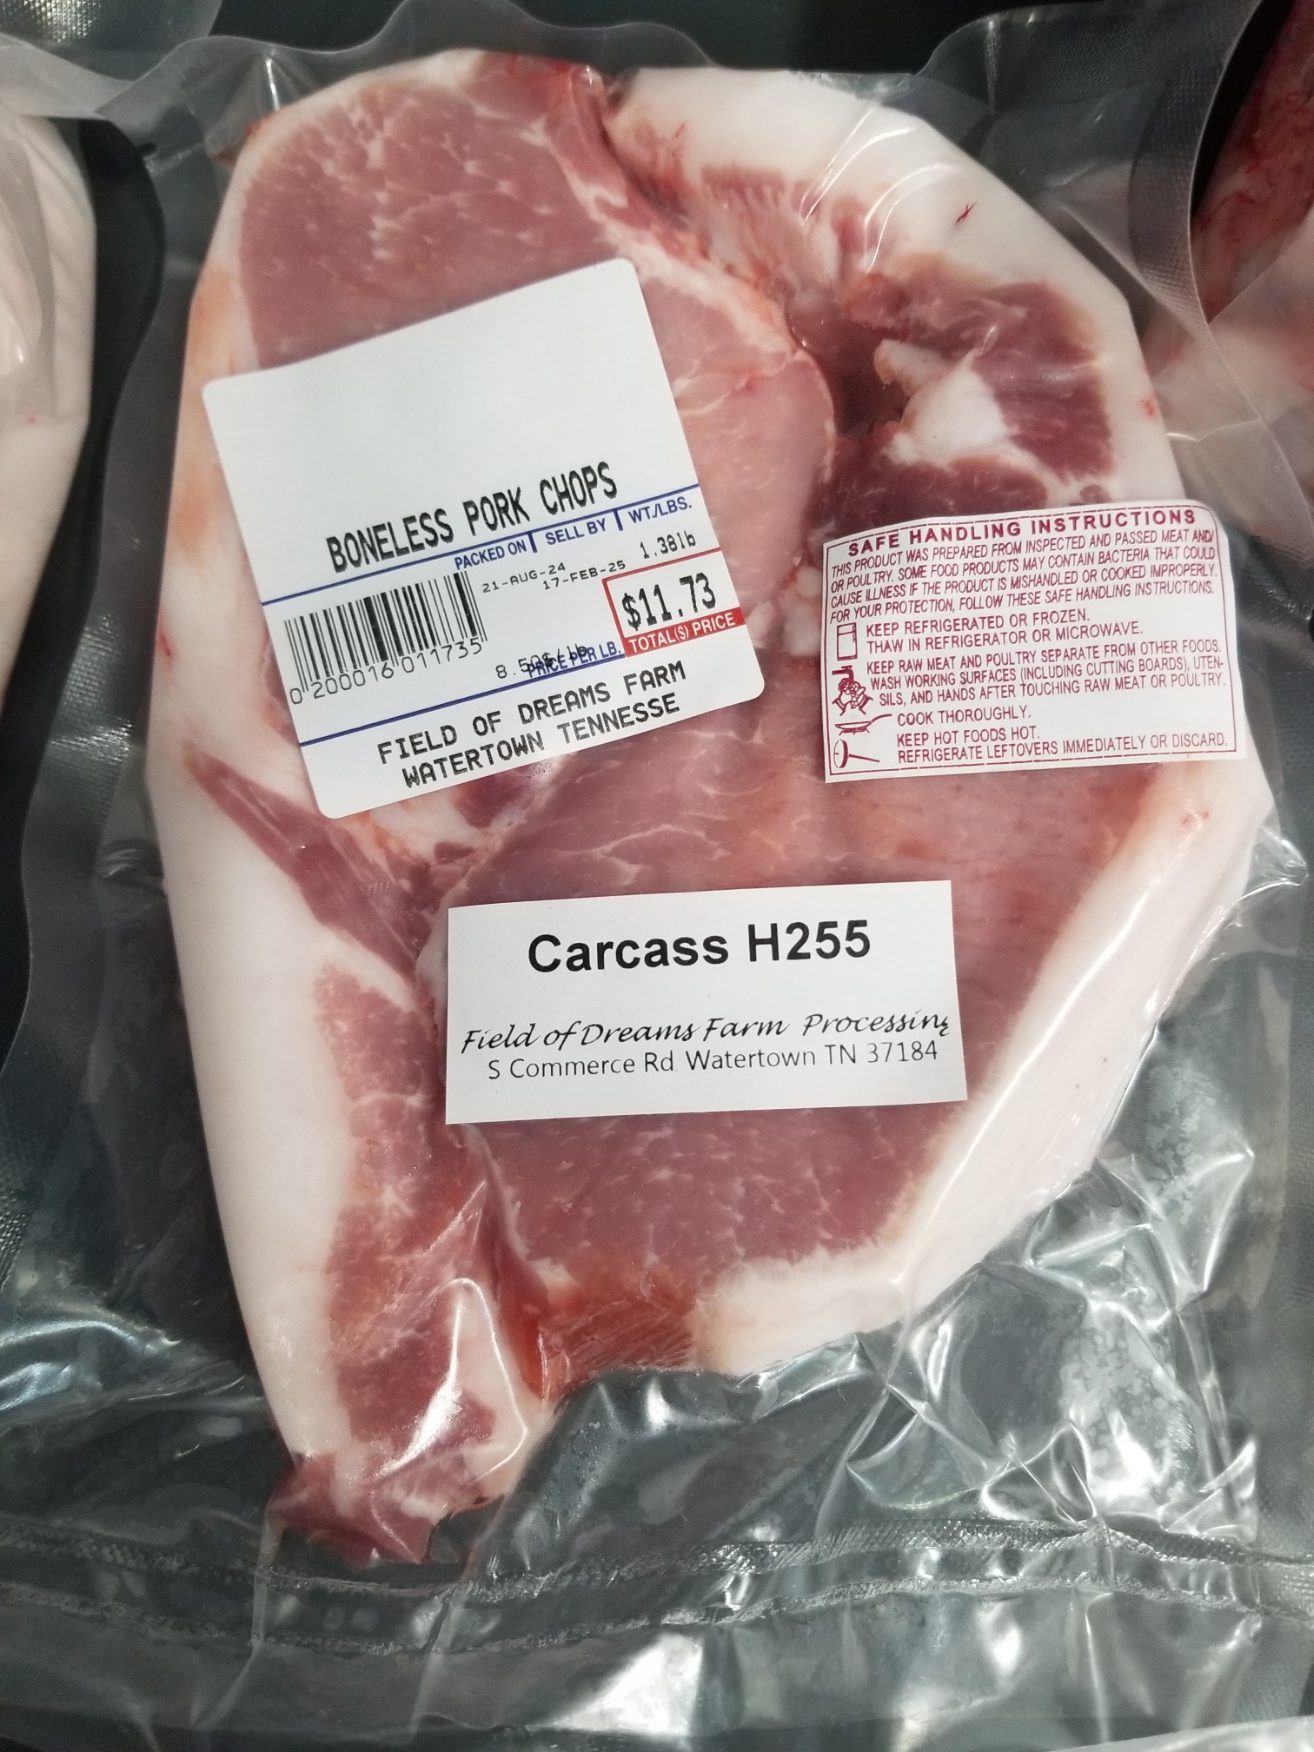 BONELESS PORK CHOPS
PACKED ON SELL BY WT./LBS.
21-AUG-24 17-FEB-25 1.38lb
$11.73
TOTAL($) PRICE
0 200016 011735
8.50$/lb
PRICE PER LB.
FIELD OF DREAMS FARM
WATERTOWN TENNESSE
SAFE HANDLING INSTRUCTIONS
THIS PRODUCT WAS PREPARED FROM INSPECTED AND PASSED MEAT AND/
OR POULTRY. SOME FOOD PRODUCTS MAY CONTAIN BACTERIA THAT COULD
CAUSE ILLNESS IF THE PRODUCT IS MISHANDLED OR COOKED IMPROPERLY.
FOR YOUR PROTECTION, FOLLOW THESE SAFE HANDLING INSTRUCTIONS.
KEEP REFRIGERATED OR FROZEN.
THAW IN REFRIGERATOR OR MICROWAVE.
KEEP RAW MEAT AND POULTRY SEPARATE FROM OTHER FOODS.
WASH WORKING SURFACES (INCLUDING CUTTING BOARDS), UTEN-
SILS, AND HANDS AFTER TOUCHING RAW MEAT OR POULTRY.
COOK THOROUGHLY.
KEEP HOT FOODS HOT.
REFRIGERATE LEFTOVERS IMMEDIATELY OR DISCARD.
Carcass H255
Field of Dreams Farm Processing
S Commerce Rd Watertown TN 37184